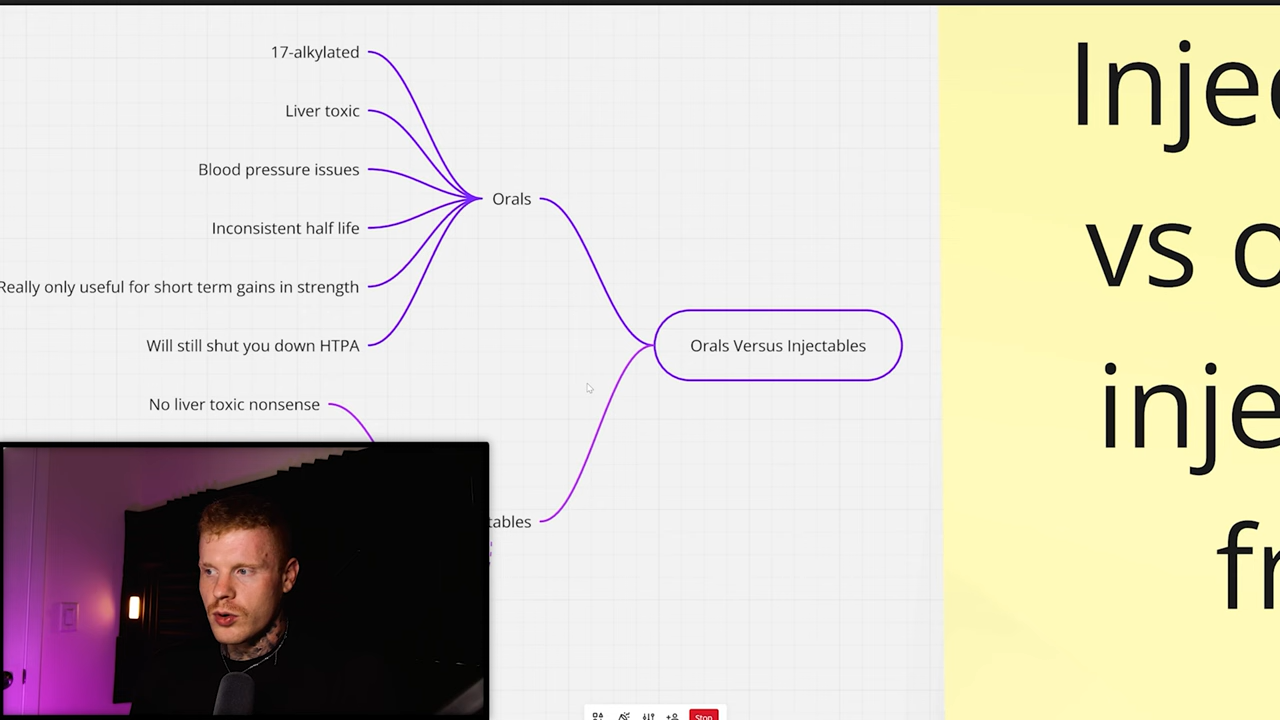 17-alkylated
Liver toxic
Blood pressure issues
Inconsistent half life
Really only useful for short term gains in strength
Will still shut you down HTPA
Orals
No liver toxic nonsense
tables
Orals Versus Injectables
Injec
vs o
inje
fr
Stop